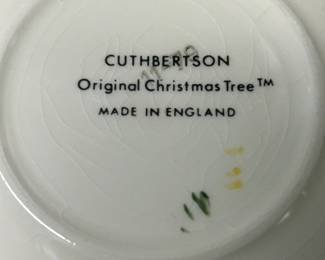 CUTHBERTSON
Original Christmas Tree™
MADE IN ENGLAND